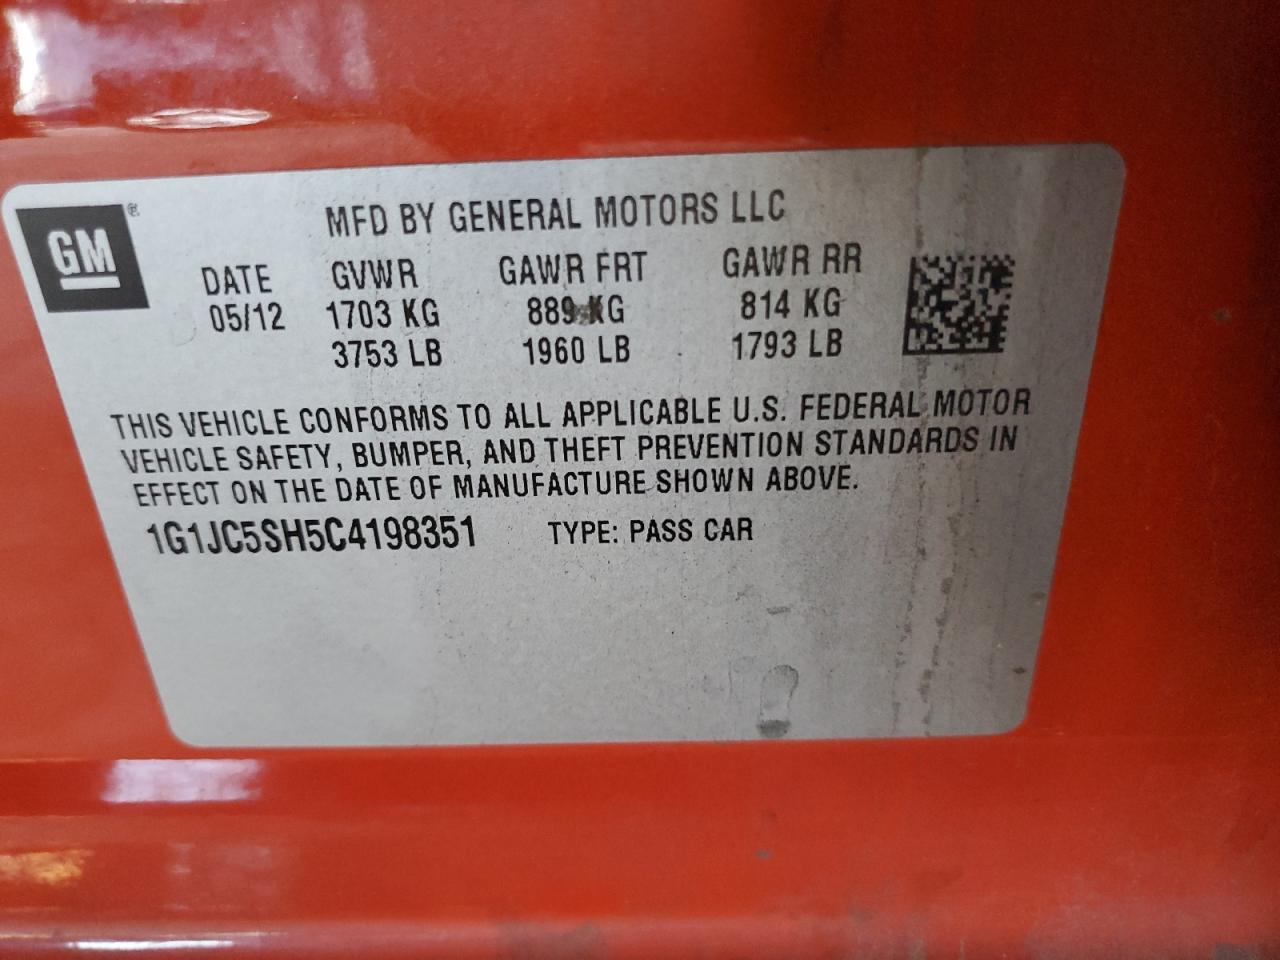 GM ®
MFD BY GENERAL MOTORS LLC
DATE GVWR GAWR FRT GAWR RR
05/12 1703 KG 889 KG 814 KG
3753 LB 1960 LB 1793 LB
THIS VEHICLE CONFORMS TO ALL APPLICABLE U.S. FEDERAL MOTOR
VEHICLE SAFETY, BUMPER, AND THEFT PREVENTION STANDARDS IN
EFFECT ON THE DATE OF MANUFACTURE SHOWN ABOVE.
1G1JC5SH5C4198351 TYPE: PASS CAR